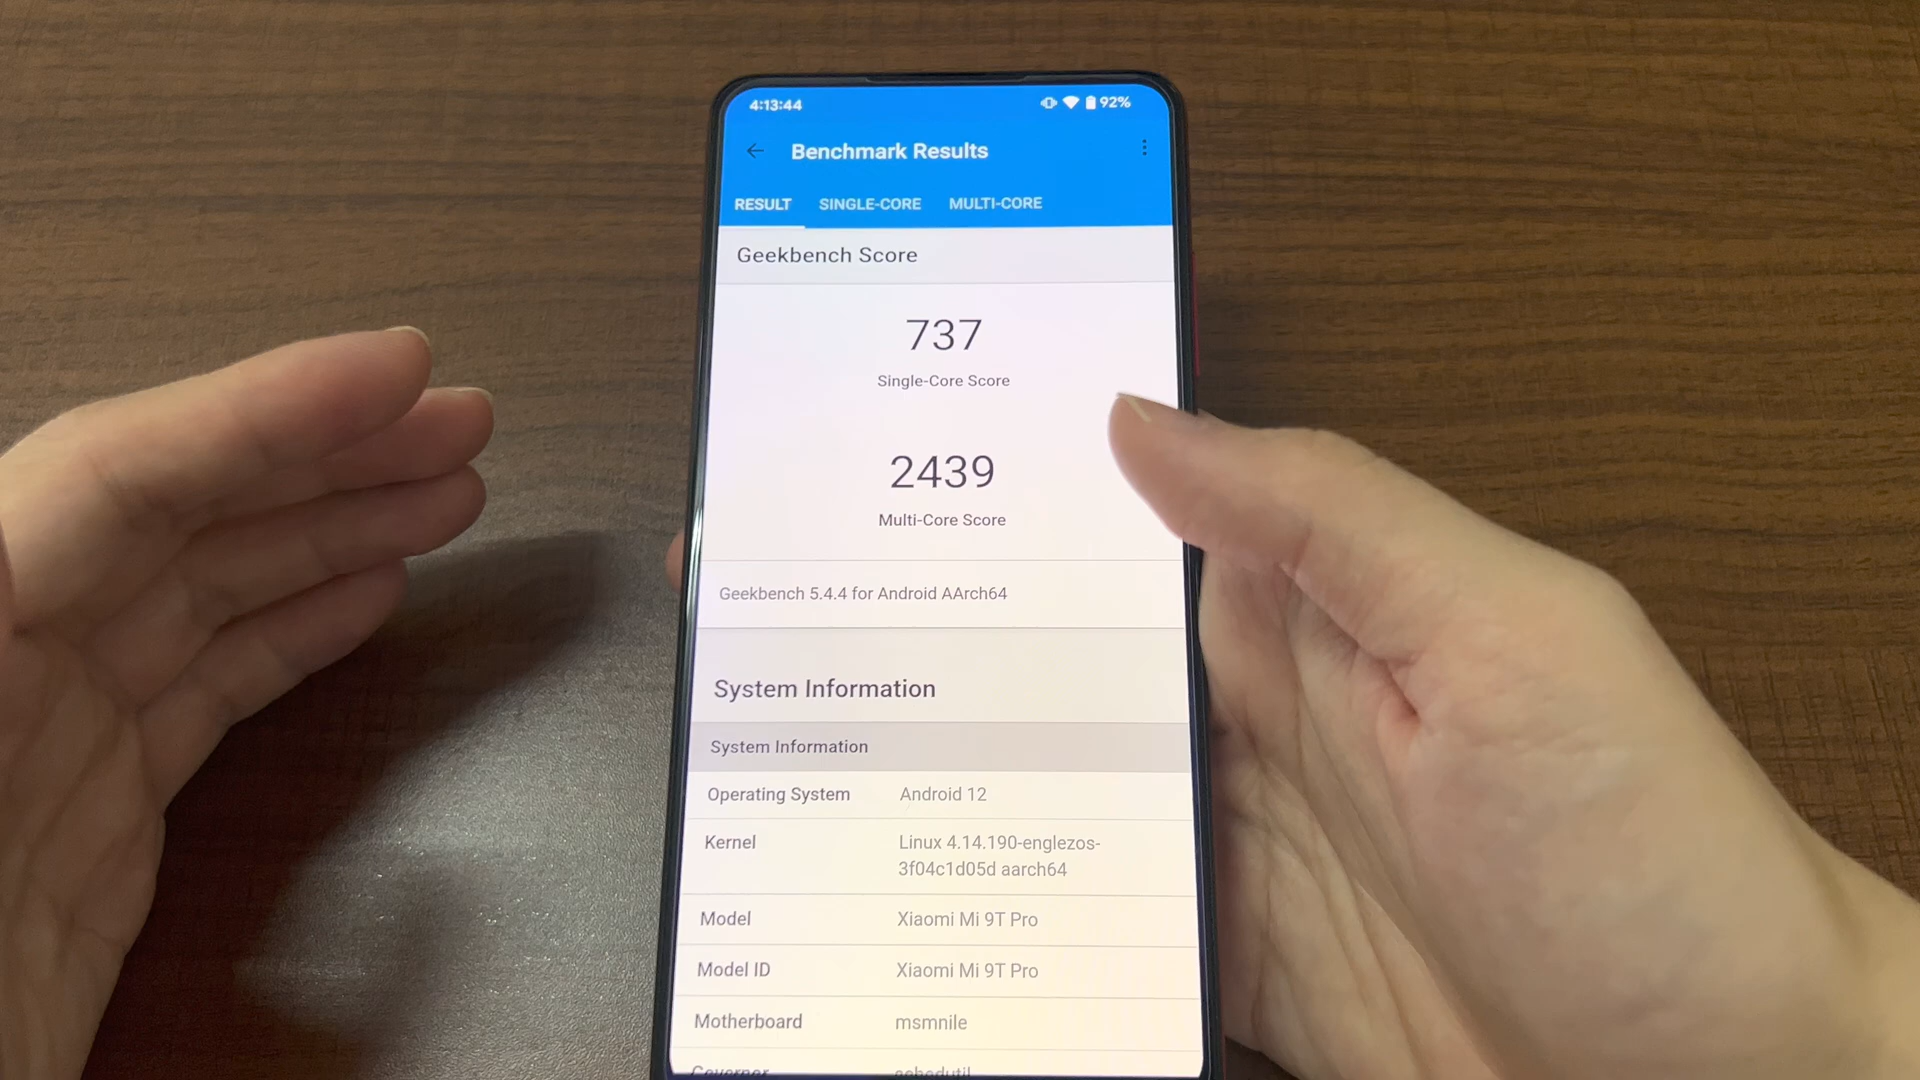 4:13:44 92%
Benchmark Results
RESULT SINGLE-CORE MULTI-CORE
Geekbench Score
737
Single-Core Score
2439
Multi-Core Score
Geekbench 5.4.4 for Android AArch64
System Information
System Information
Operating System Android 12
Kernel Linux 4.14.190-englezos-
3f04c1d05d aarch64
Model Xiaomi Mi 9T Pro
Model ID Xiaomi Mi 9T Pro
Motherboard msmnile
Governor schedutil